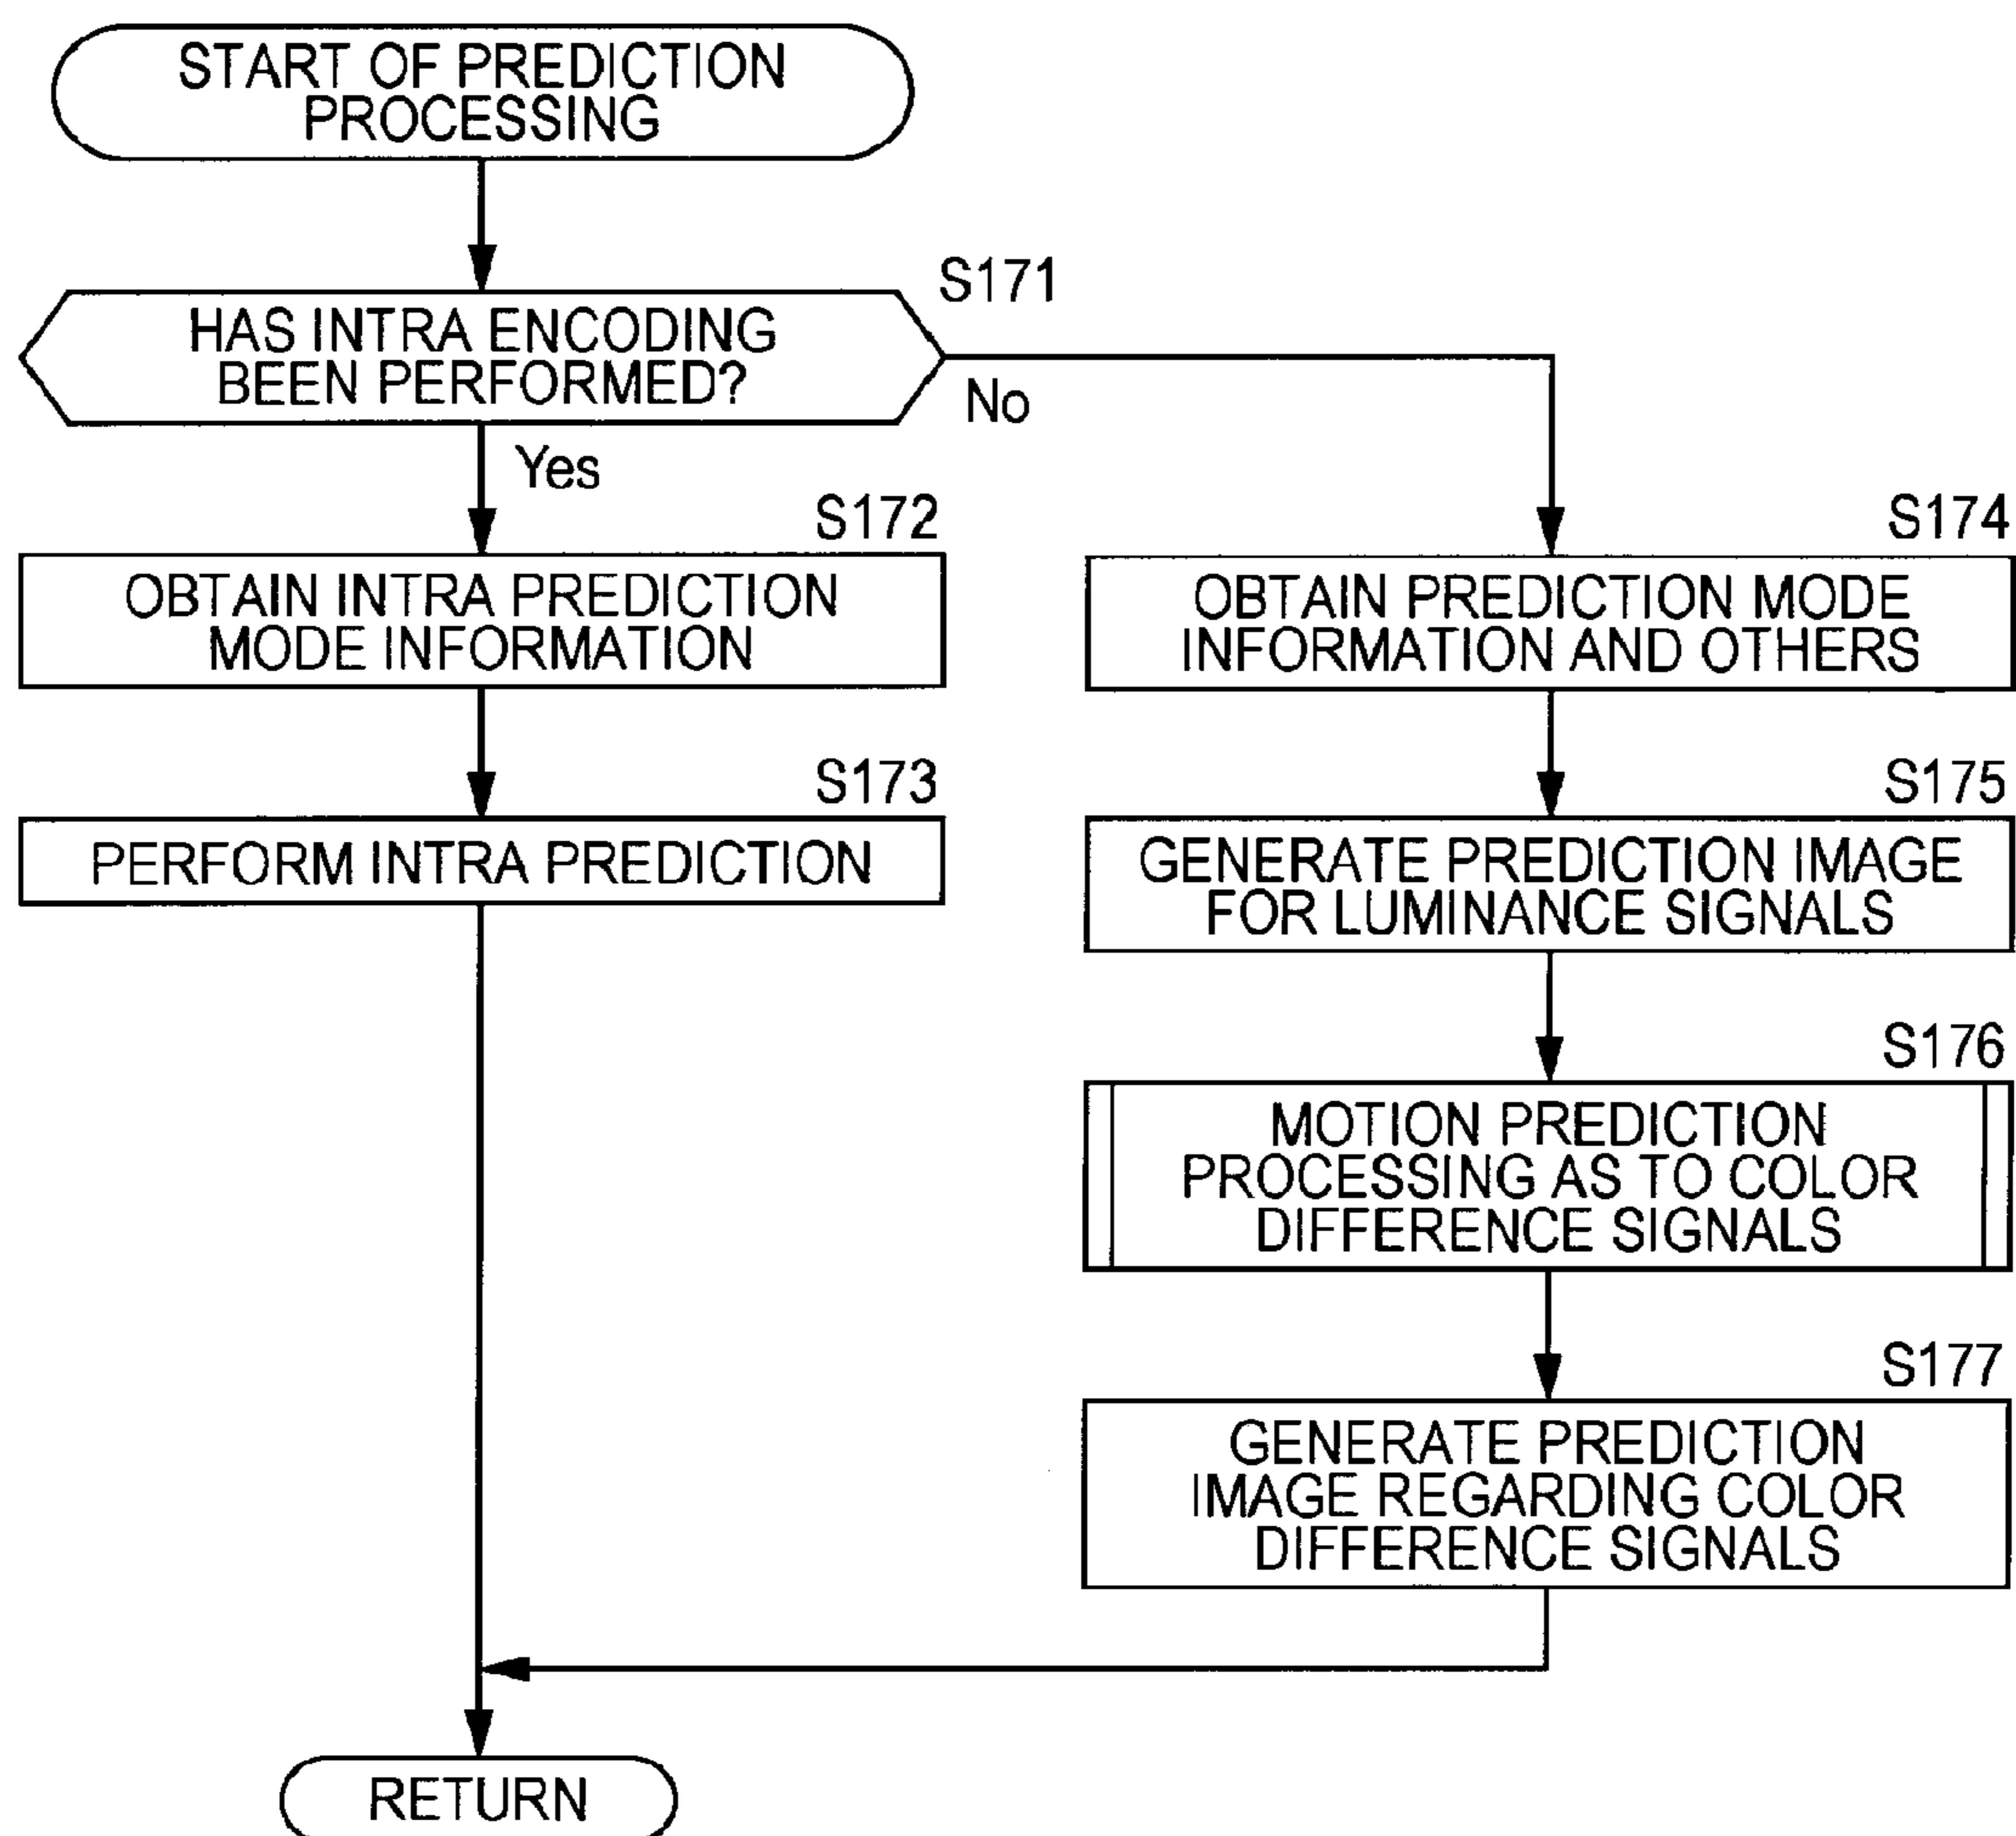 START OF PREDICTION
PROCESSING
S171
HAS INTRA ENCODING
BEEN PERFORMED?
No
Yes
S172
OBTAIN INTRA PREDICTION
MODE INFORMATION
S173
PERFORM INTRA PREDICTION
S174
OBTAIN PREDICTION MODE
INFORMATION AND OTHERS
S175
GENERATE PREDICTION IMAGE
FOR LUMINANCE SIGNALS
S176
MOTION PREDICTION
PROCESSING AS TO COLOR
DIFFERENCE SIGNALS
S177
GENERATE PREDICTION
IMAGE REGARDING COLOR
DIFFERENCE SIGNALS
RETURN